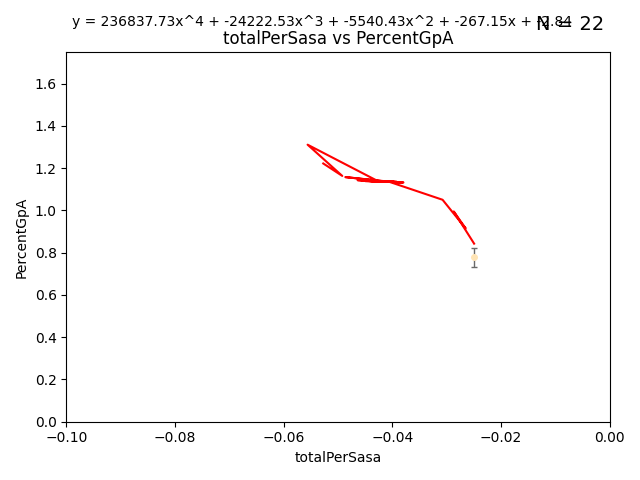 y = 236837.73x^4 + -24222.53x^3 + -5540.43x^2 + -267.15x + -2.84
N = 22
totalPerSasa vs PercentGpA
1.6
1.4
1.2
1.0
0.8
0.6
0.4
0.2
0.0
PercentGpA
−0.10 −0.08 −0.06 −0.04 −0.02 0.00
totalPerSasa